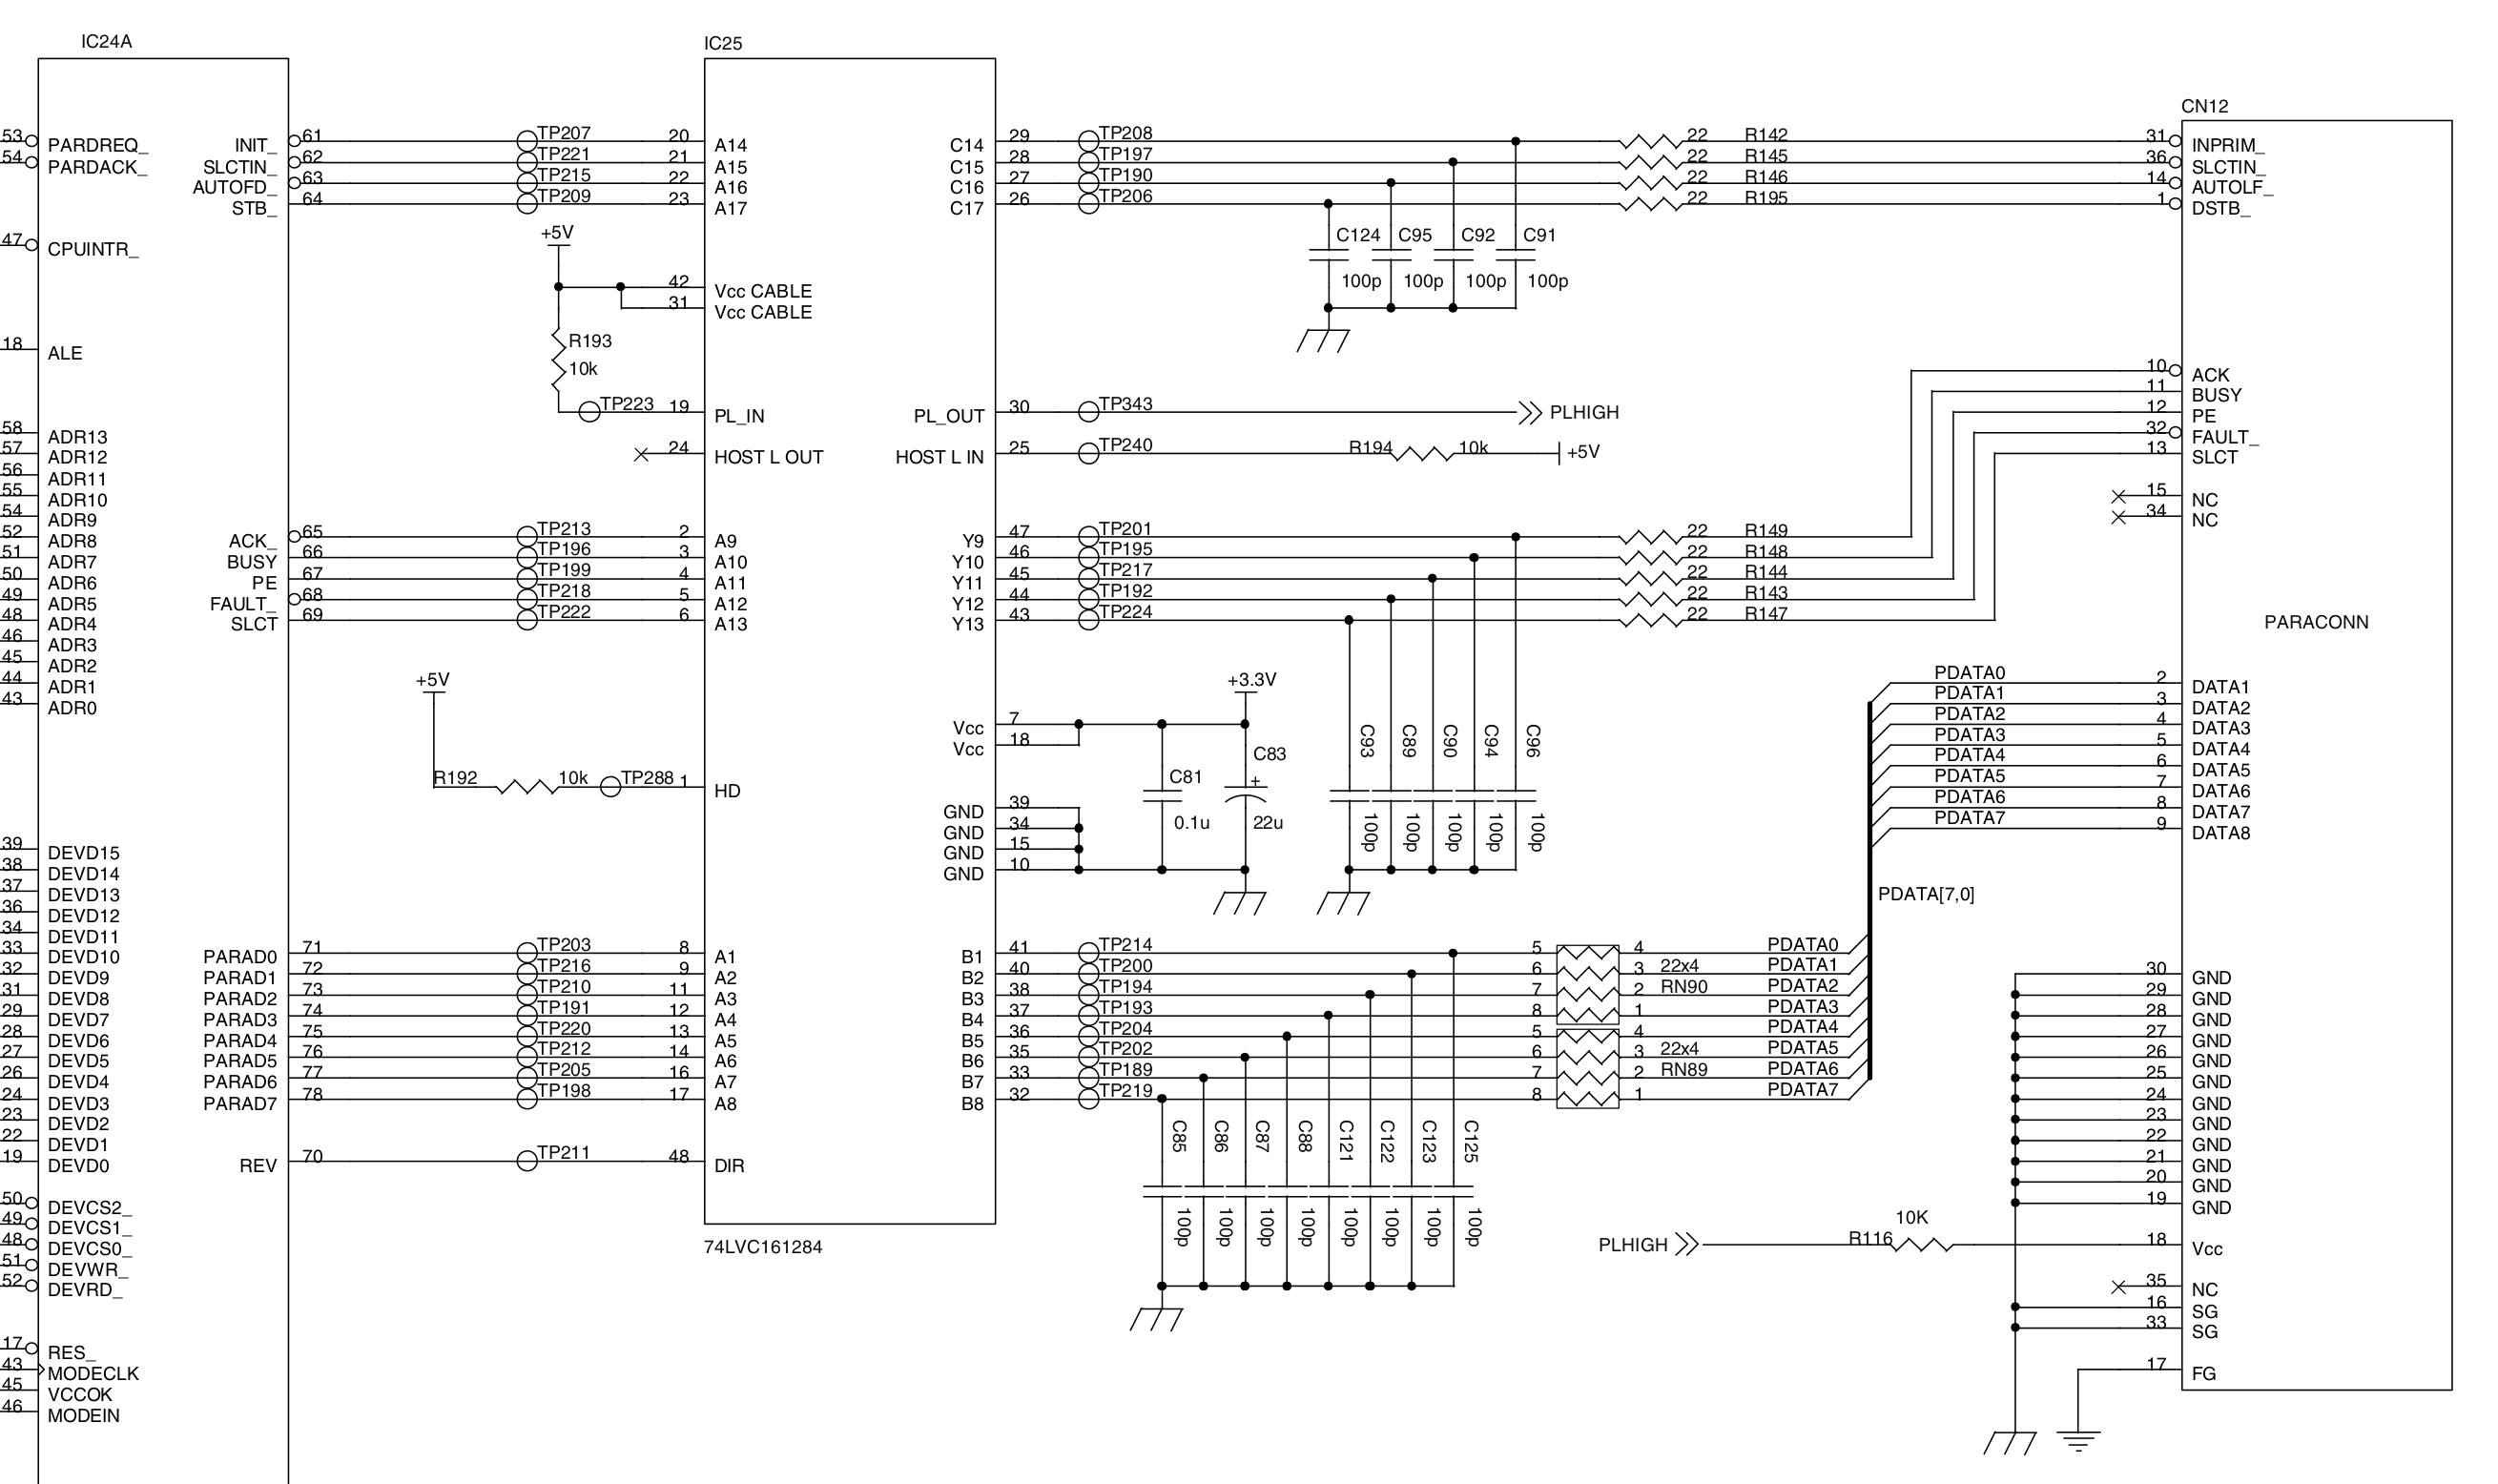 IC24A
53 PARDREQ_
54 PARDACK_
47 CPUINTR_
18 ALE
58 ADR13
57 ADR12
56 ADR11
55 ADR10
54 ADR9
52 ADR8
51 ADR7
50 ADR6
49 ADR5
48 ADR4
46 ADR3
45 ADR2
44 ADR1
43 ADR0
39 DEVD15
38 DEVD14
37 DEVD13
36 DEVD12
34 DEVD11
33 DEVD10
32 DEVD9
31 DEVD8
29 DEVD7
28 DEVD6
27 DEVD5
26 DEVD4
24 DEVD3
23 DEVD2
22 DEVD1
19 DEVD0
50 DEVCS2_
49 DEVCS1_
48 DEVCS0_
51 DEVWR_
52 DEVRD_
17 RES_
43 MODECLK
45 VCCOK
46 MODEIN
INIT_ 61 TP207 20 A14
SLCTIN_ 62 TP221 21 A15
AUTOFD_ 63 TP215 22 A16
STB_ 64 TP209 23 A17
+5V
42 Vcc CABLE
31 Vcc CABLE
R193
10k
TP223 19 PL_IN
24 HOST L OUT
ACK_ 65 TP213 2 A9
BUSY 66 TP196 3 A10
PE 67 TP199 4 A11
FAULT_ 68 TP218 5 A12
SLCT 69 TP222 6 A13
+5V
R192 10k TP288 1 HD
PARAD0 71 TP203 8 A1
PARAD1 72 TP216 9 A2
PARAD2 73 TP210 11 A3
PARAD3 74 TP191 12 A4
PARAD4 75 TP220 13 A5
PARAD5 76 TP212 14 A6
PARAD6 77 TP205 16 A7
PARAD7 78 TP198 17 A8
REV 70 TP211 48 DIR
IC25
74LVC161284
C14 29 TP208 22 R142 31 INPRIM_
C15 28 TP197 22 R145 36 SLCTIN_
C16 27 TP190 22 R146 14 AUTOLF_
C17 26 TP206 22 R195 1 DSTB_
C124 C95 C92 C91
100p 100p 100p 100p
PL_OUT 30 TP343 PLHIGH
HOST L IN 25 TP240 R194 10k +5V
Y9 47 TP201 22 R149
Y10 46 TP195 22 R148
Y11 45 TP217 22 R144
Y12 44 TP192 22 R143
Y13 43 TP224 22 R147
+3.3V
Vcc 7
Vcc 18
C81 C83
+
0.1u 22u
GND 39
GND 34
GND 15
GND 10
C93 C89 C90 C94 C96
100p 100p 100p 100p 100p
B1 41 TP214 5 4 PDATA0
B2 40 TP200 6 3 22x4 PDATA1
B3 38 TP194 7 2 RN90 PDATA2
B4 37 TP193 8 1 PDATA3
B5 36 TP204 5 4 PDATA4
B6 35 TP202 6 3 22x4 PDATA5
B7 33 TP189 7 2 RN89 PDATA6
B8 32 TP219 8 1 PDATA7
C85 C86 C87 C88 C121 C122 C123 C125
100p 100p 100p 100p 100p 100p 100p 100p
CN12
PARACONN
10 ACK
11 BUSY
12 PE
32 FAULT_
13 SLCT
15 NC
34 NC
PDATA0 2 DATA1
PDATA1 3 DATA2
PDATA2 4 DATA3
PDATA3 5 DATA4
PDATA4 6 DATA5
PDATA5 7 DATA6
PDATA6 8 DATA7
PDATA7 9 DATA8
PDATA[7,0]
30 GND
29 GND
28 GND
27 GND
26 GND
25 GND
24 GND
23 GND
22 GND
21 GND
20 GND
19 GND
10K
PLHIGH R116 18 Vcc
35 NC
16 SG
33 SG
17 FG